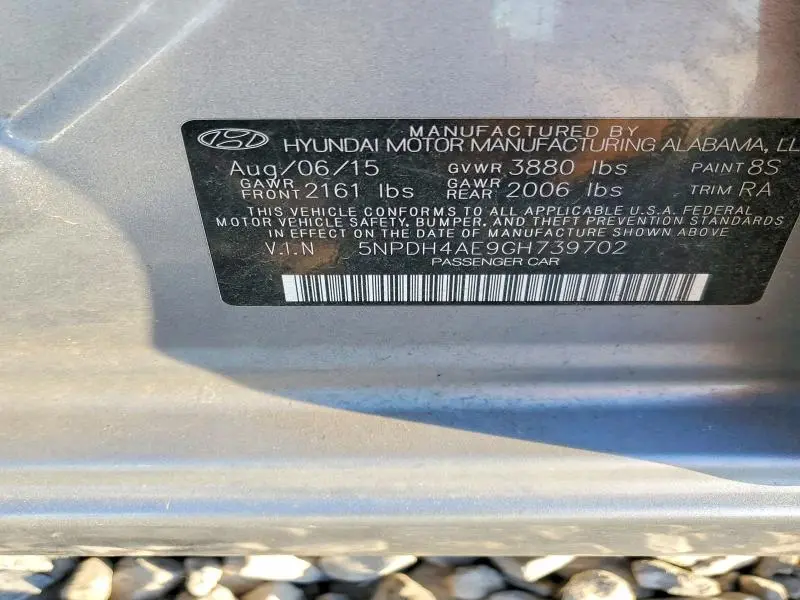 MANUFACTURED BY
HYUNDAI MOTOR MANUFACTURING ALABAMA, LL
Aug/06/15 GVWR 3880 lbs PAINT 8S
GAWR FRONT 2161 lbs GAWR REAR 2006 lbs TRIM RA
THIS VEHICLE CONFORMS TO ALL APPLICABLE U.S.A. FEDERAL
MOTOR VEHICLE SAFETY, BUMPER, AND THEFT PREVENTION STANDARDS
IN EFFECT ON THE DATE OF MANUFACTURE SHOWN ABOVE
V.I.N 5NPDH4AE9GH739702
PASSENGER CAR